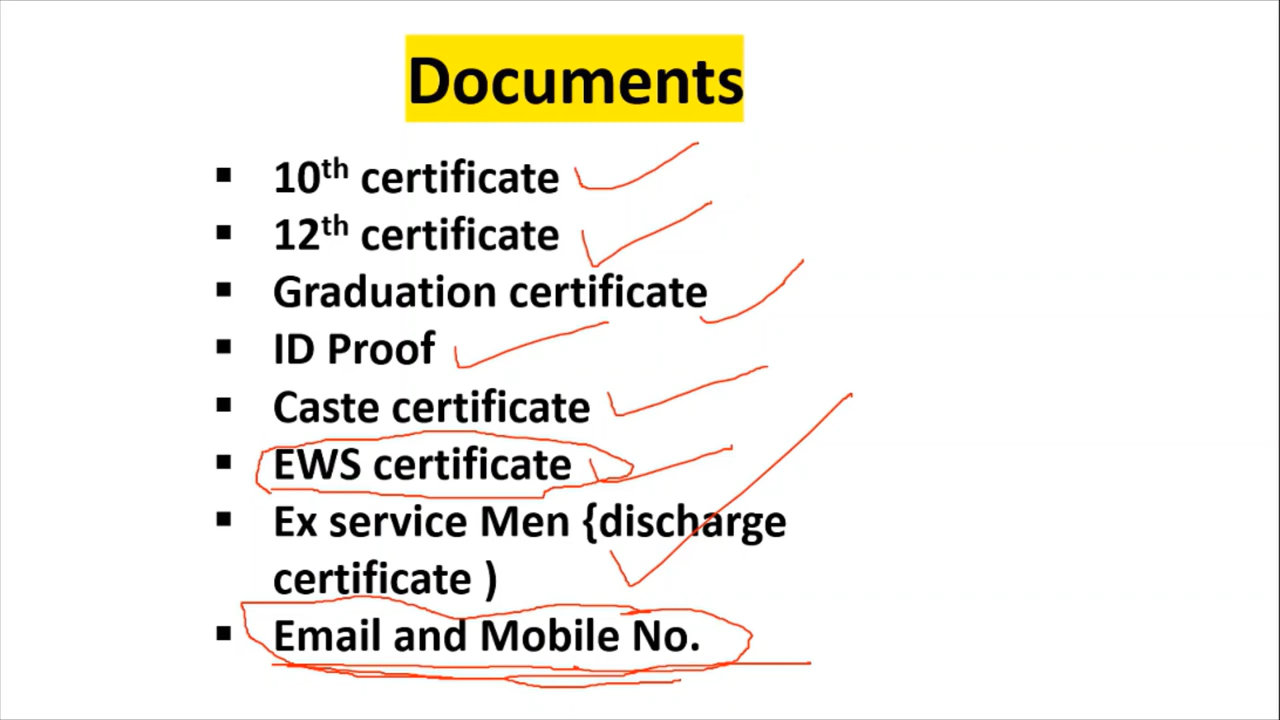 Documents
▪ 10th certificate
▪ 12th certificate
▪ Graduation certificate
▪ ID Proof
▪ Caste certificate
▪ EWS certificate
▪ Ex service Men {discharge
certificate )
▪ Email and Mobile No.